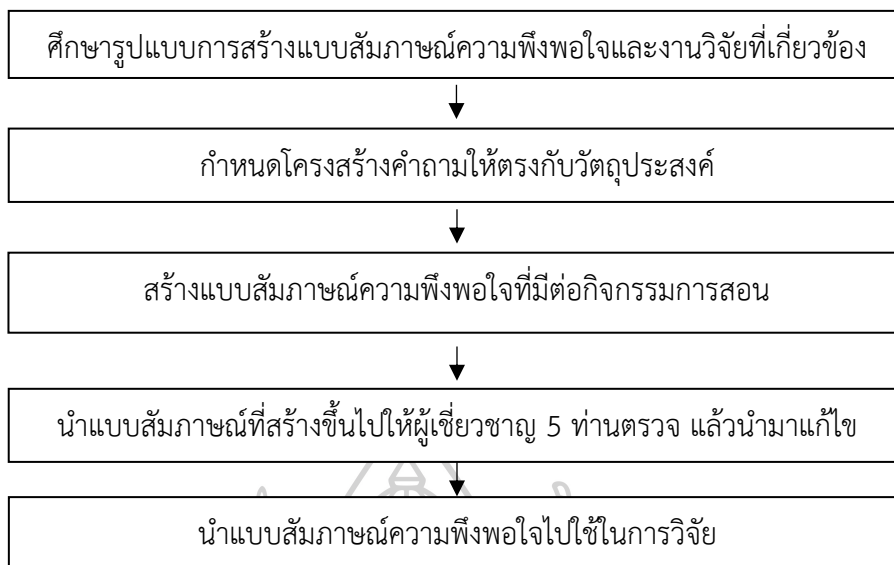 ศึกษารูปแบบการสร้างแบบสัมภาษณ์ความพึงพอใจและงานวิจัยที่เกี่ยวข้อง
กำหนดโครงสร้างคำถามให้ตรงกับวัตถุประสงค์
สร้างแบบสัมภาษณ์ความพึงพอใจที่มีต่อกิจกรรมการสอน
นำแบบสัมภาษณ์ที่สร้างขึ้นไปให้ผู้เชี่ยวชาญ 5 ท่านตรวจ แล้วนำมาแก้ไข
นำแบบสัมภาษณ์ความพึงพอใจไปใช้ในการวิจัย